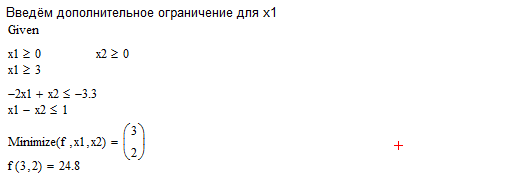 Введём дополнительное ограничение для x1
Given
x1 ≥ 0 x2 ≥ 0
x1 ≥ 3
−2x1 + x2 ≤ −3.3
x1 − x2 ≤ 1
Minimize(f ,x1,x2) = (3 2)
f(3,2) = 24.8